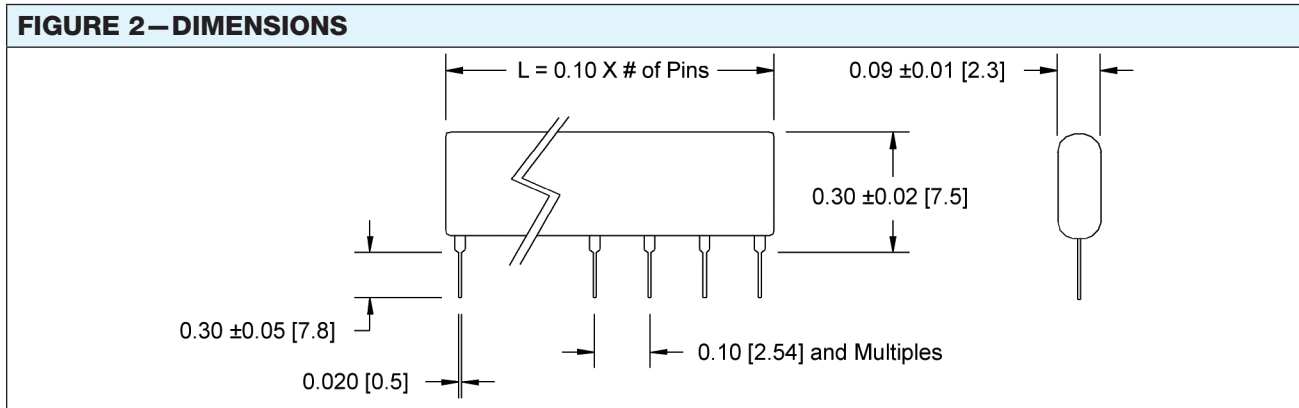 FIGURE 2—DIMENSIONS
L = 0.10 X # of Pins
0.09 ±0.01 [2.3]
0.30 ±0.02 [7.5]
0.30 ±0.05 [7.8]
0.10 [2.54] and Multiples
0.020 [0.5]